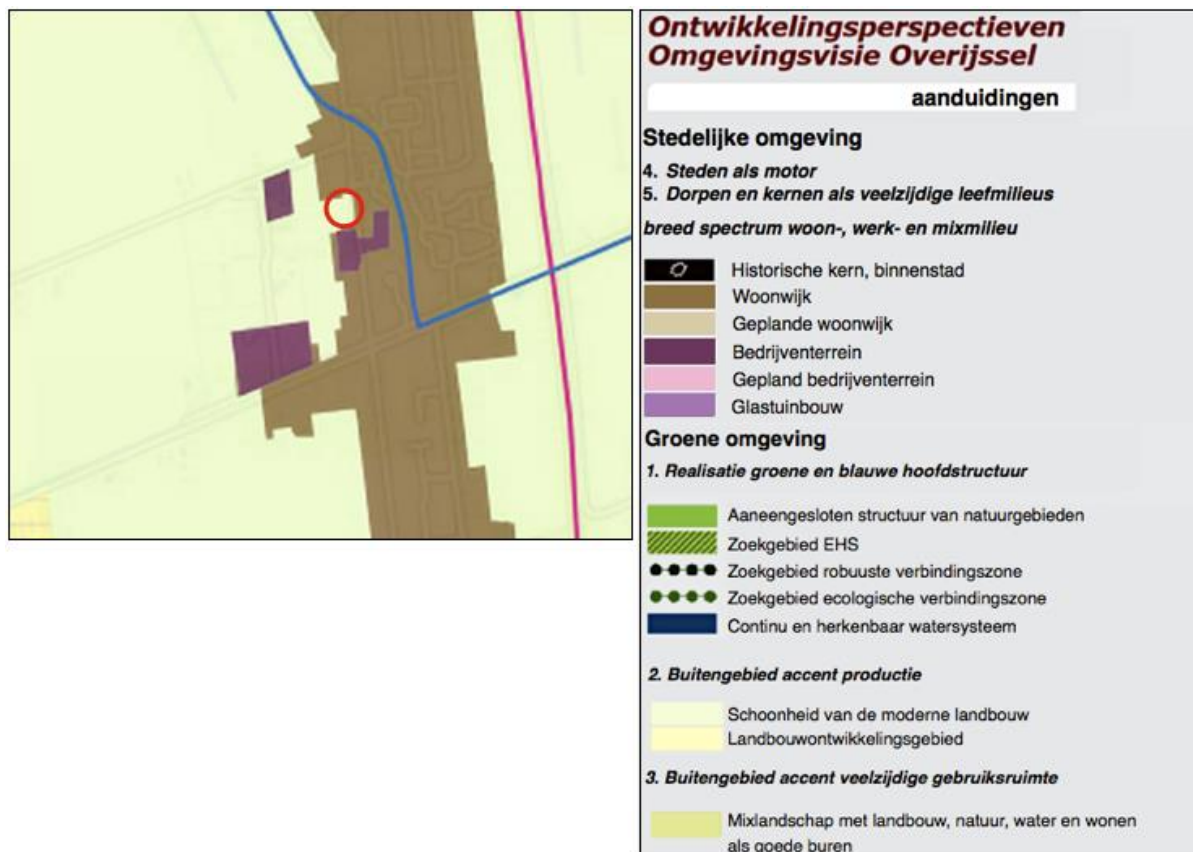 Ontwikkelingsperspectieven
Omgevingsvisie Overijssel
aanduidingen
Stedelijke omgeving
4. Steden als motor
5. Dorpen en kernen als veelzijdige leefmilieus
breed spectrum woon-, werk- en mixmilieu
Historische kern, binnenstad
Woonwijk
Geplande woonwijk
Bedrijventerrein
Gepland bedrijventerrein
Glastuinbouw
Groene omgeving
1. Realisatie groene en blauwe hoofdstructuur
Aaneengesloten structuur van natuurgebieden
Zoekgebied EHS
Zoekgebied robuuste verbindingszone
Zoekgebied ecologische verbindingszone
Continu en herkenbaar watersysteem
2. Buitengebied accent productie
Schoonheid van de moderne landbouw
Landbouwontwikkelingsgebied
3. Buitengebied accent veelzijdige gebruiksruimte
Mixlandschap met landbouw, natuur, water en wonen
als goede buren